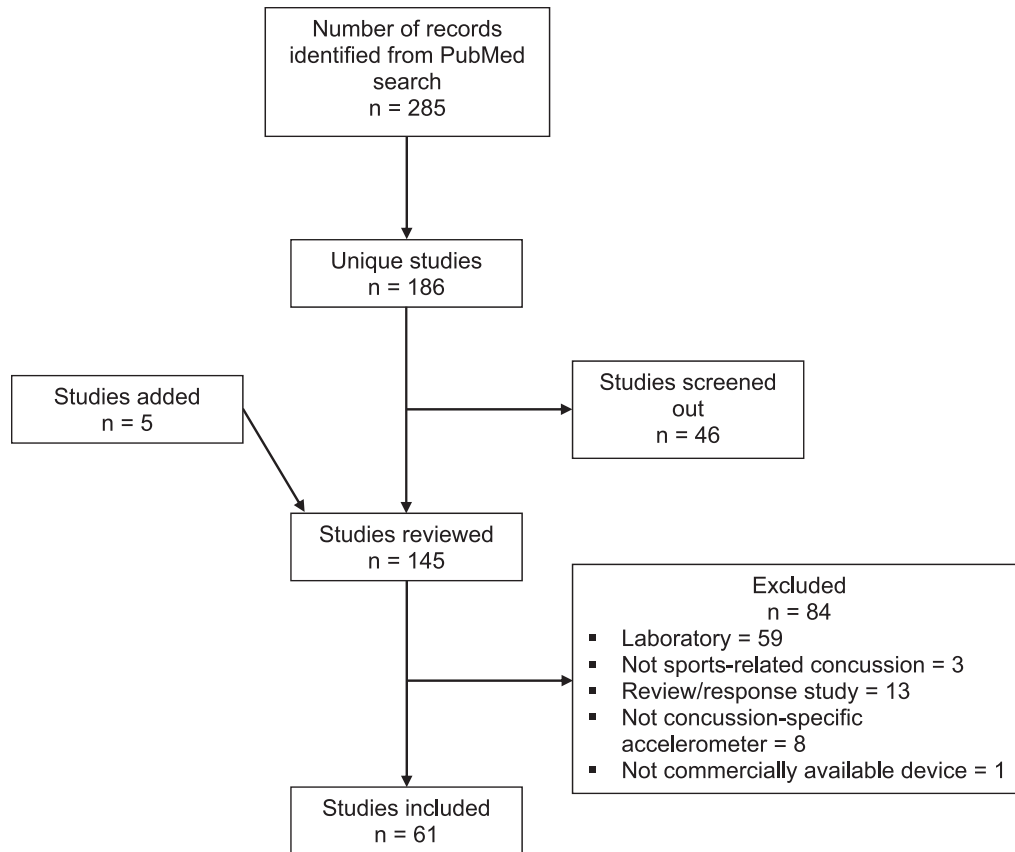 Number of records
identified from PubMed
search
n = 285
Unique studies
n = 186
Studies added
n = 5
Studies screened
out
n = 46
Studies reviewed
n = 145
Excluded
n = 84
▪ Laboratory = 59
▪ Not sports-related concussion = 3
▪ Review/response study = 13
▪ Not concussion-specific
accelerometer = 8
▪ Not commercially available device = 1
Studies included
n = 61